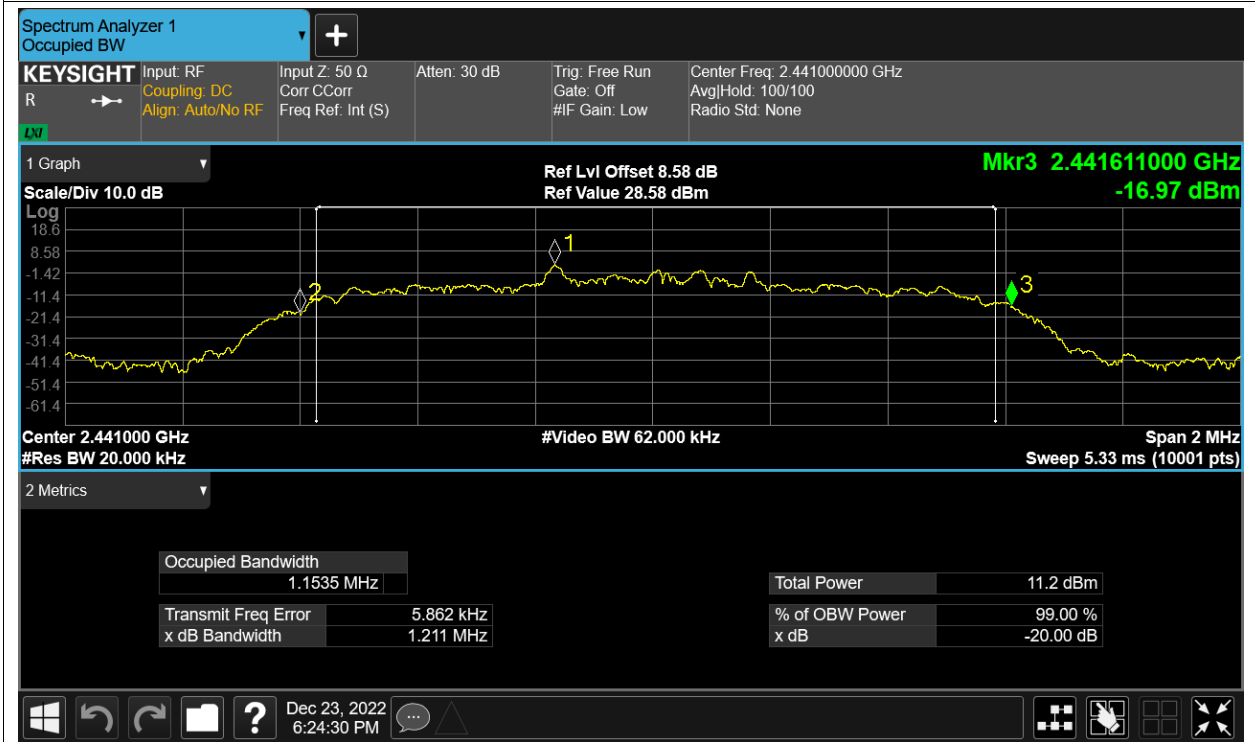 Spectrum Analyzer 1
Occupied BW
KEYSIGHT
R
LXI
Input: RF
Coupling: DC
Align: Auto/No RF
Input Z: 50 Ω
Corr CCorr
Freq Ref: Int (S)
Atten: 30 dB
Trig: Free Run
Gate: Off
#IF Gain: Low
Center Freq: 2.441000000 GHz
Avg|Hold: 100/100
Radio Std: None
1 Graph
Scale/Div 10.0 dB
Ref Lvl Offset 8.58 dB
Ref Value 28.58 dBm
Mkr3 2.441611000 GHz
-16.97 dBm
Log
18.6
8.58
-1.42
-11.4
-21.4
-31.4
-41.4
-51.4
-61.4
1
2
3
Center 2.441000 GHz
#Video BW 62.000 kHz
Span 2 MHz
#Res BW 20.000 kHz
Sweep 5.33 ms (10001 pts)
2 Metrics
Occupied Bandwidth
1.1535 MHz
Transmit Freq Error 5.862 kHz
x dB Bandwidth 1.211 MHz
Total Power 11.2 dBm
% of OBW Power 99.00 %
x dB -20.00 dB
?
Dec 23, 2022
6:24:30 PM